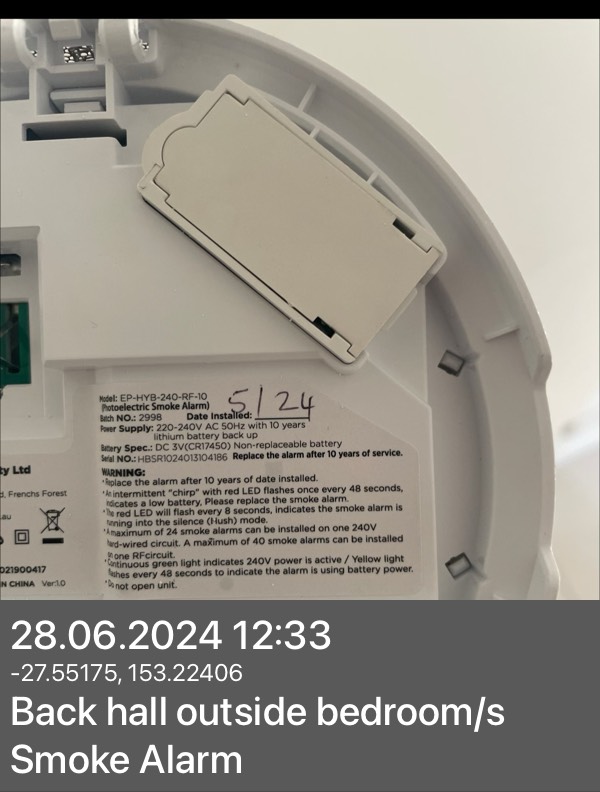 Model: EP-HYB-240-RF-10
(Photoelectric Smoke Alarm)
5/24
Batch NO.: 2998 Date Installed:
Power Supply: 220-240V AC 50Hz with 10 years
lithium battery back up
Battery Spec.: DC 3V(CR17450) Non-replaceable battery
Serial NO.: HBSR1024013104186 Replace the alarm after 10 years of service.
WARNING:
*Replace the alarm after 10 years of date installed.
*An intermittent "chirp" with red LED flashes once every 48 seconds,
indicates a low battery, Please replace the smoke alarm.
*The red LED will flash every 8 seconds, indicates the smoke alarm is
running into the silence (Hush) mode.
*A maximum of 24 smoke alarms can be installed on one 240V
hard-wired circuit. A maximum of 40 smoke alarms can be installed
on one RFcircuit.
*Continuous green light indicates 240V power is active / Yellow light
flashes every 48 seconds to indicate the alarm is using battery power.
*Do not open unit.
ty Ltd
d, Frenchs Forest
.au
021900417
N CHINA Ver:1.0
28.06.2024 12:33
-27.55175, 153.22406
Back hall outside bedroom/s
Smoke Alarm